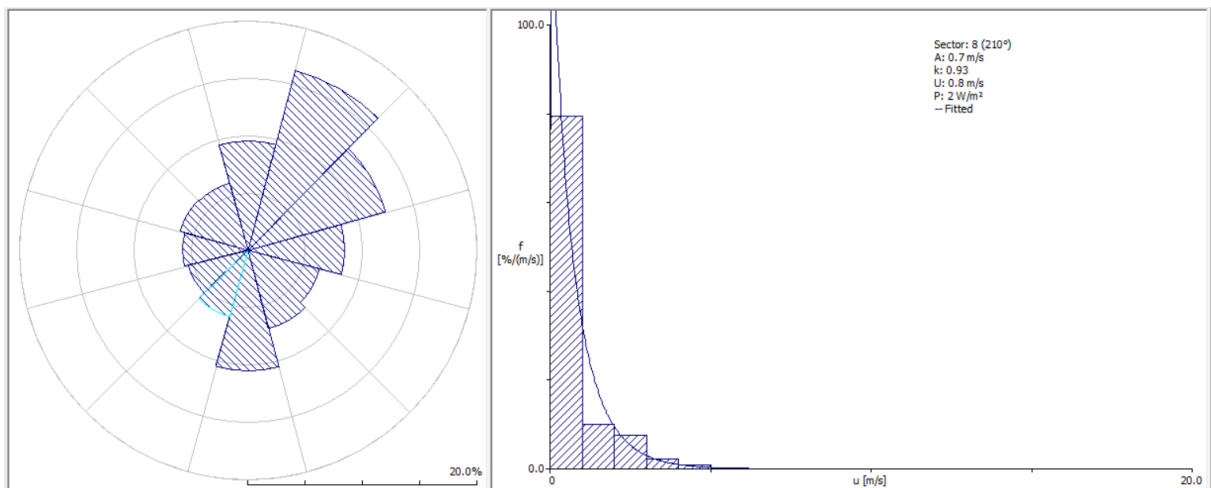 20.0%
100.0
f
[%/(m/s)]
0.0
0
u [m/s]
20.0
Sector: 8 (210°)
A: 0.7 m/s
k: 0.93
U: 0.8 m/s
P: 2 W/m²
-- Fitted